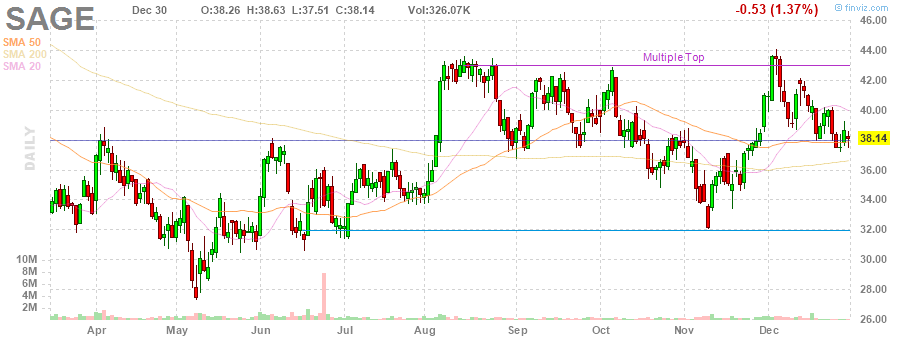 SAGE
Dec 30 O:38.26 H:38.63 L:37.51 C:38.14 Vol:326.07K -0.53 (1.37%) @ finviz.com
SMA 50
SMA 200
SMA 20
DAILY
Multiple Top
46.00
44.00
42.00
40.00
38.14
36.00
34.00
32.00
30.00
28.00
26.00
10M
8M
6M
4M
2M
Apr May Jun Jul Aug Sep Oct Nov Dec